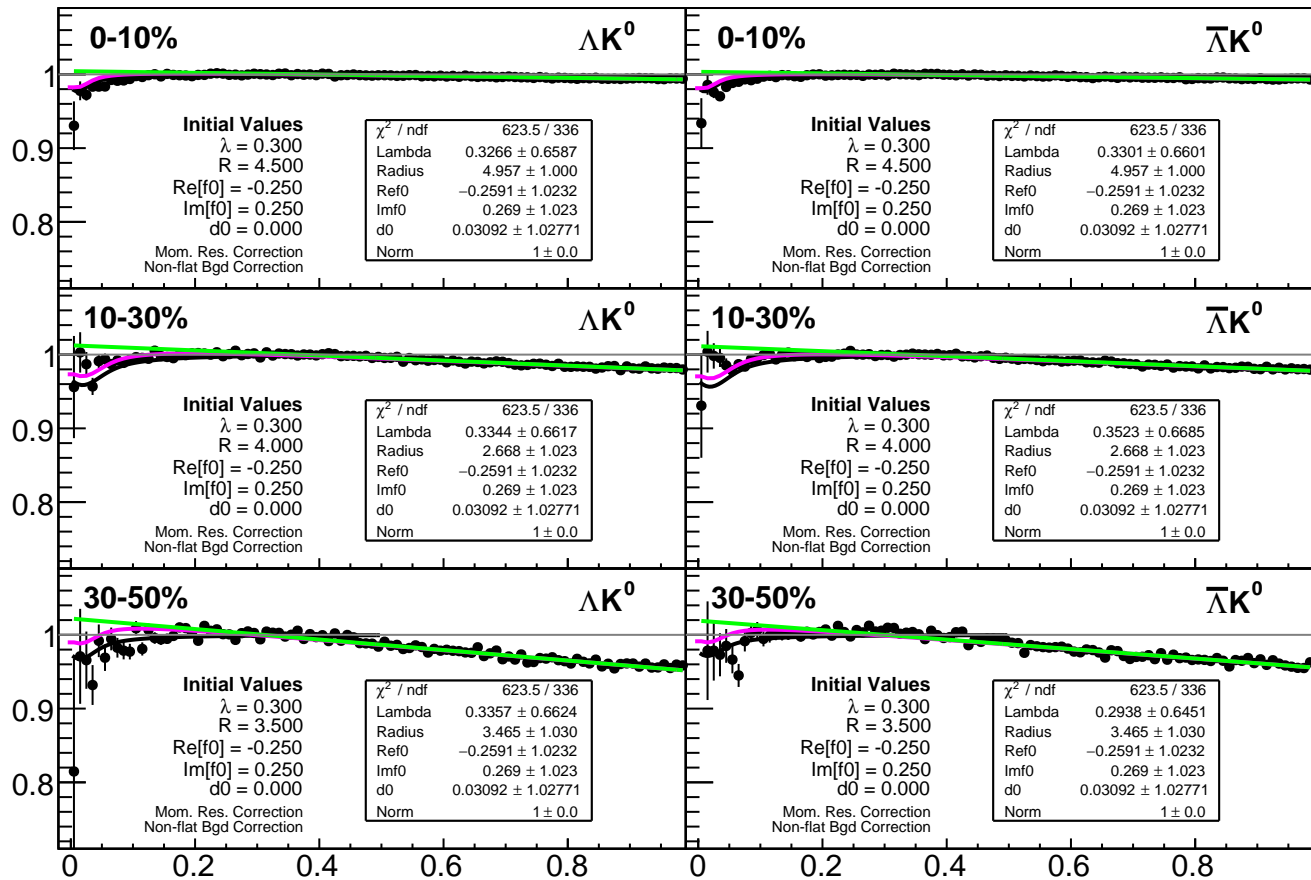 0-10% ΛK⁰
1
0.9
0.8
Initial Values
λ = 0.300
R = 4.500
Re[f0] = -0.250
Im[f0] = 0.250
d0 = 0.000
Mom. Res. Correction
Non-flat Bgd Correction
χ² / ndf 623.5 / 336
Lambda 0.3266 ± 0.6587
Radius 4.957 ± 1.000
Ref0 −0.2591 ± 1.0232
Imf0 0.269 ± 1.023
d0 0.03092 ± 1.02771
Norm 1 ± 0.0
0-10% Λ̅K⁰
Initial Values
λ = 0.300
R = 4.500
Re[f0] = -0.250
Im[f0] = 0.250
d0 = 0.000
Mom. Res. Correction
Non-flat Bgd Correction
χ² / ndf 623.5 / 336
Lambda 0.3301 ± 0.6601
Radius 4.957 ± 1.000
Ref0 −0.2591 ± 1.0232
Imf0 0.269 ± 1.023
d0 0.03092 ± 1.02771
Norm 1 ± 0.0
10-30% ΛK⁰
1
0.9
0.8
Initial Values
λ = 0.300
R = 4.000
Re[f0] = -0.250
Im[f0] = 0.250
d0 = 0.000
Mom. Res. Correction
Non-flat Bgd Correction
χ² / ndf 623.5 / 336
Lambda 0.3344 ± 0.6617
Radius 2.668 ± 1.023
Ref0 −0.2591 ± 1.0232
Imf0 0.269 ± 1.023
d0 0.03092 ± 1.02771
Norm 1 ± 0.0
10-30% Λ̅K⁰
Initial Values
λ = 0.300
R = 4.000
Re[f0] = -0.250
Im[f0] = 0.250
d0 = 0.000
Mom. Res. Correction
Non-flat Bgd Correction
χ² / ndf 623.5 / 336
Lambda 0.3523 ± 0.6685
Radius 2.668 ± 1.023
Ref0 −0.2591 ± 1.0232
Imf0 0.269 ± 1.023
d0 0.03092 ± 1.02771
Norm 1 ± 0.0
30-50% ΛK⁰
1
0.9
0.8
Initial Values
λ = 0.300
R = 3.500
Re[f0] = -0.250
Im[f0] = 0.250
d0 = 0.000
Mom. Res. Correction
Non-flat Bgd Correction
χ² / ndf 623.5 / 336
Lambda 0.3357 ± 0.6624
Radius 3.465 ± 1.030
Ref0 −0.2591 ± 1.0232
Imf0 0.269 ± 1.023
d0 0.03092 ± 1.02771
Norm 1 ± 0.0
30-50% Λ̅K⁰
Initial Values
λ = 0.300
R = 3.500
Re[f0] = -0.250
Im[f0] = 0.250
d0 = 0.000
Mom. Res. Correction
Non-flat Bgd Correction
χ² / ndf 623.5 / 336
Lambda 0.2938 ± 0.6451
Radius 3.465 ± 1.030
Ref0 −0.2591 ± 1.0232
Imf0 0.269 ± 1.023
d0 0.03092 ± 1.02771
Norm 1 ± 0.0
0 0.2 0.4 0.6 0.8 0 0.2 0.4 0.6 0.8